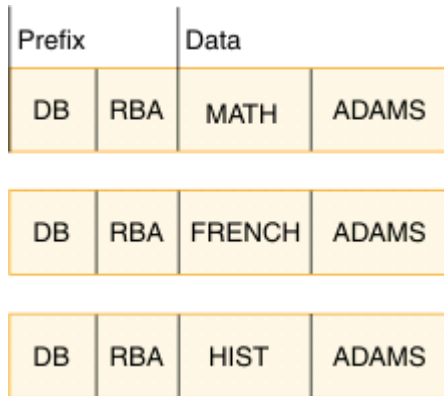 Prefix Data
DB RBA MATH ADAMS
DB RBA FRENCH ADAMS
DB RBA HIST ADAMS